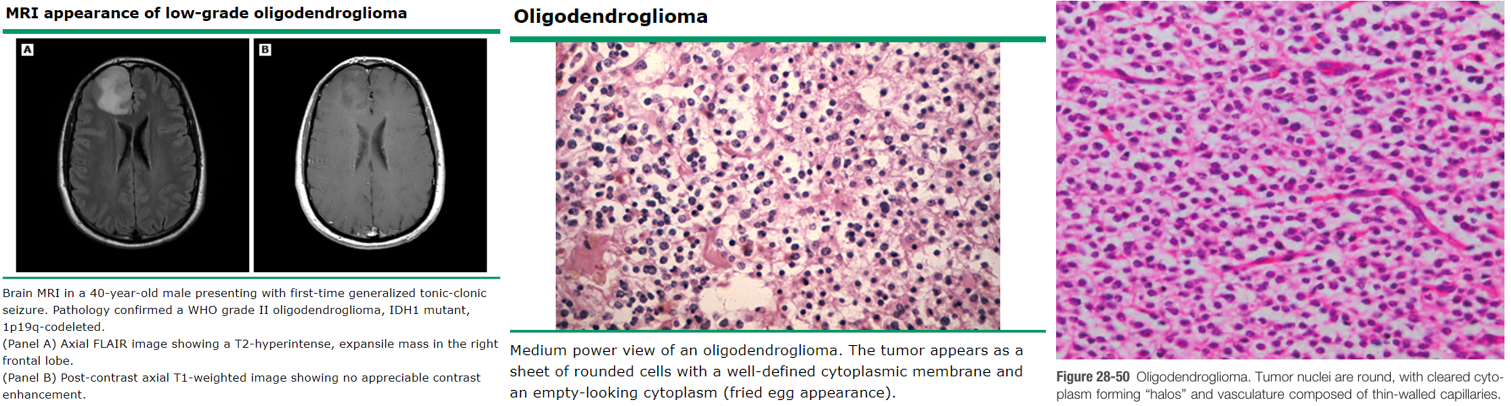 MRI appearance of low-grade oligodendroglioma
A
B
Brain MRI in a 40-year-old male presenting with first-time generalized tonic-clonic
seizure. Pathology confirmed a WHO grade II oligodendroglioma, IDH1 mutant,
1p19q-codeleted.
(Panel A) Axial FLAIR image showing a T2-hyperintense, expansile mass in the right
frontal lobe.
(Panel B) Post-contrast axial T1-weighted image showing no appreciable contrast
enhancement.
Oligodendroglioma
Medium power view of an oligodendroglioma. The tumor appears as a
sheet of rounded cells with a well-defined cytoplasmic membrane and
an empty-looking cytoplasm (fried egg appearance).
Figure 28-50 Oligodendroglioma. Tumor nuclei are round, with cleared cyto-
plasm forming “halos” and vasculature composed of thin-walled capillaries.